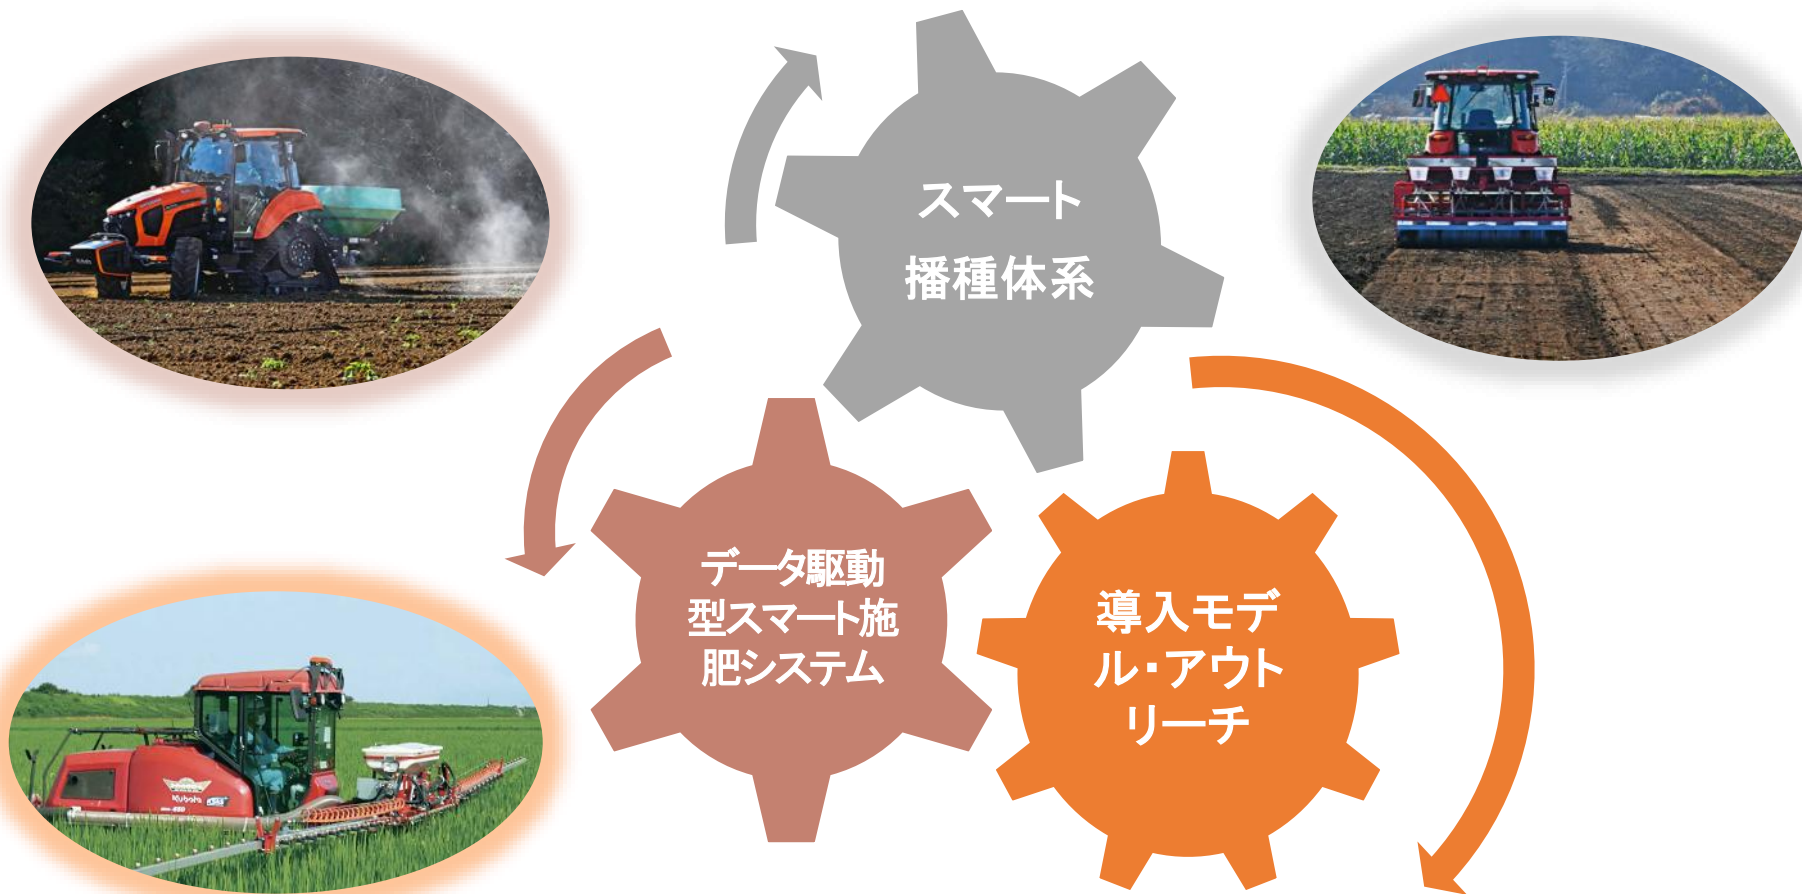 スマート
播種体系
データ駆動
型スマート施
肥システム
導入モデ
ル・アウト
リーチ
Kubota